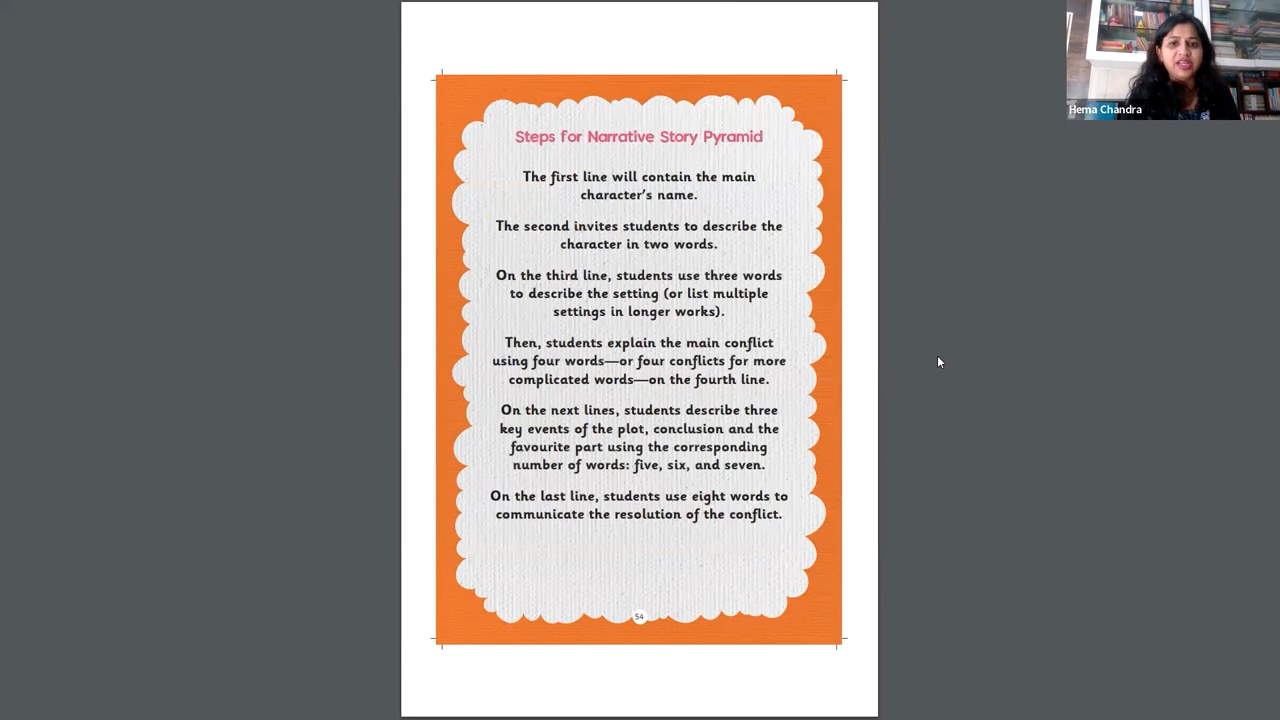 Steps for Narrative Story Pyramid
The first line will contain the main
character's name.
The second invites students to describe the
character in two words.
On the third line, students use three words
to describe the setting (or list multiple
settings in longer works).
Then, students explain the main conflict
using four words—or four conflicts for more
complicated words—on the fourth line.
On the next lines, students describe three
key events of the plot, conclusion and the
favourite part using the corresponding
number of words: five, six, and seven.
On the last line, students use eight words to
communicate the resolution of the conflict.
54
Hema Chandra